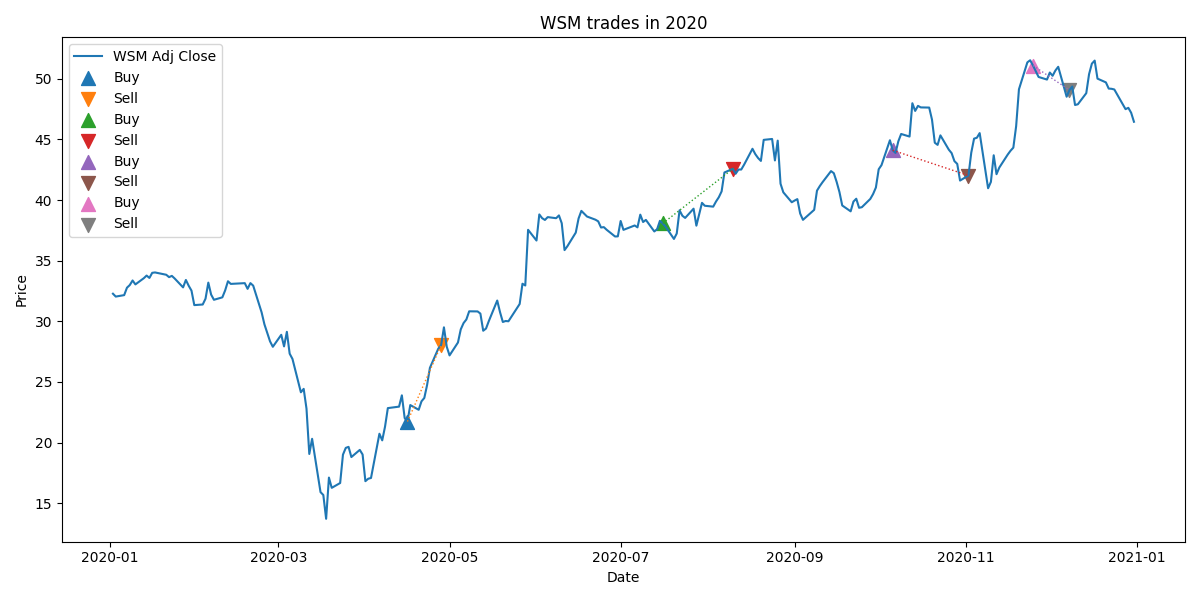 WSM trades in 2020
WSM Adj Close
Buy
Sell
Buy
Sell
Buy
Sell
Buy
Sell
Price
50
45
40
35
30
25
20
15
2020-01
2020-03
2020-05
2020-07
2020-09
2020-11
2021-01
Date